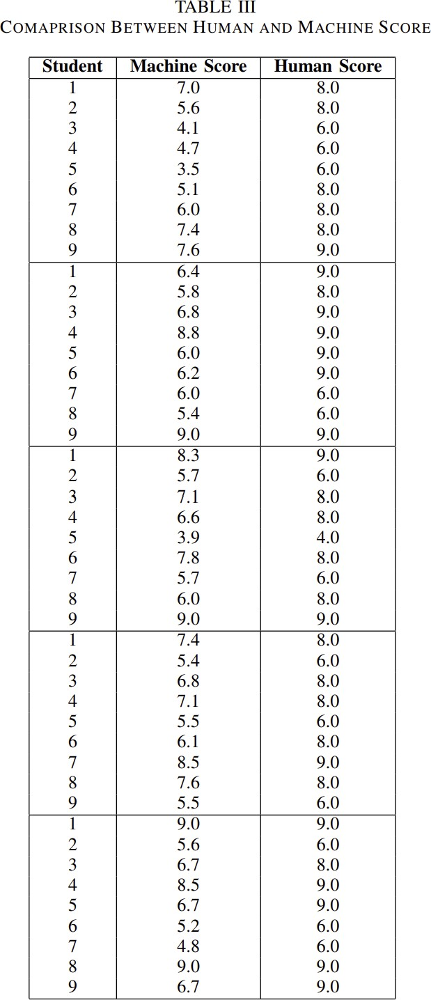 TABLE III
COMAPRISON BETWEEN HUMAN AND MACHINE SCORE
Student Machine Score Human Score
1 7.0 8.0
2 5.6 8.0
3 4.1 6.0
4 4.7 6.0
5 3.5 6.0
6 5.1 8.0
7 6.0 8.0
8 7.4 8.0
9 7.6 9.0
1 6.4 9.0
2 5.8 8.0
3 6.8 9.0
4 8.8 9.0
5 6.0 9.0
6 6.2 9.0
7 6.0 6.0
8 5.4 6.0
9 9.0 9.0
1 8.3 9.0
2 5.7 6.0
3 7.1 8.0
4 6.6 8.0
5 3.9 4.0
6 7.8 8.0
7 5.7 6.0
8 6.0 8.0
9 9.0 9.0
1 7.4 8.0
2 5.4 6.0
3 6.8 8.0
4 7.1 8.0
5 5.5 6.0
6 6.1 8.0
7 8.5 9.0
8 7.6 8.0
9 5.5 6.0
1 9.0 9.0
2 5.6 6.0
3 6.7 8.0
4 8.5 9.0
5 6.7 9.0
6 5.2 6.0
7 4.8 6.0
8 9.0 9.0
9 6.7 9.0